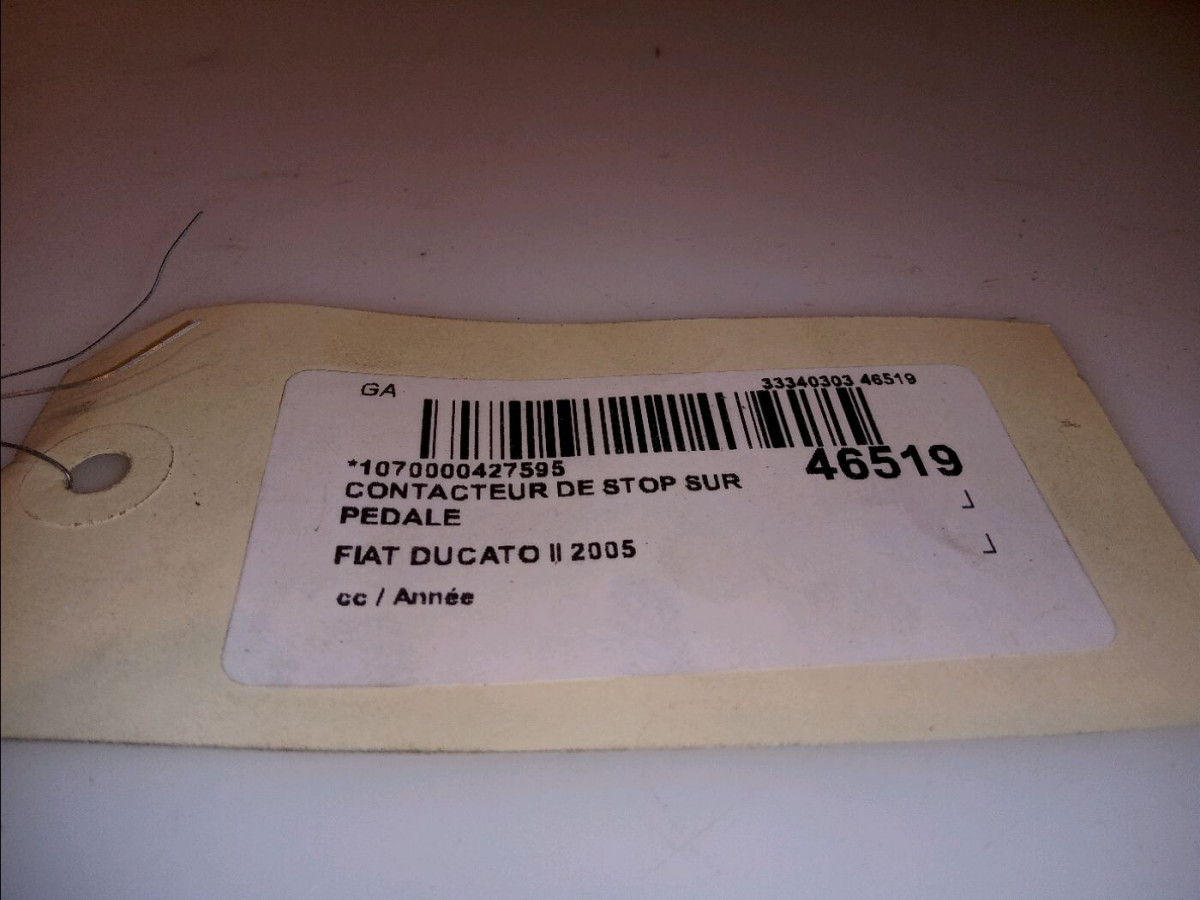 GA 33340303 46519
*1070000427595 46519
CONTACTEUR DE STOP SUR
PEDALE
FIAT DUCATO II 2005
cc / Année